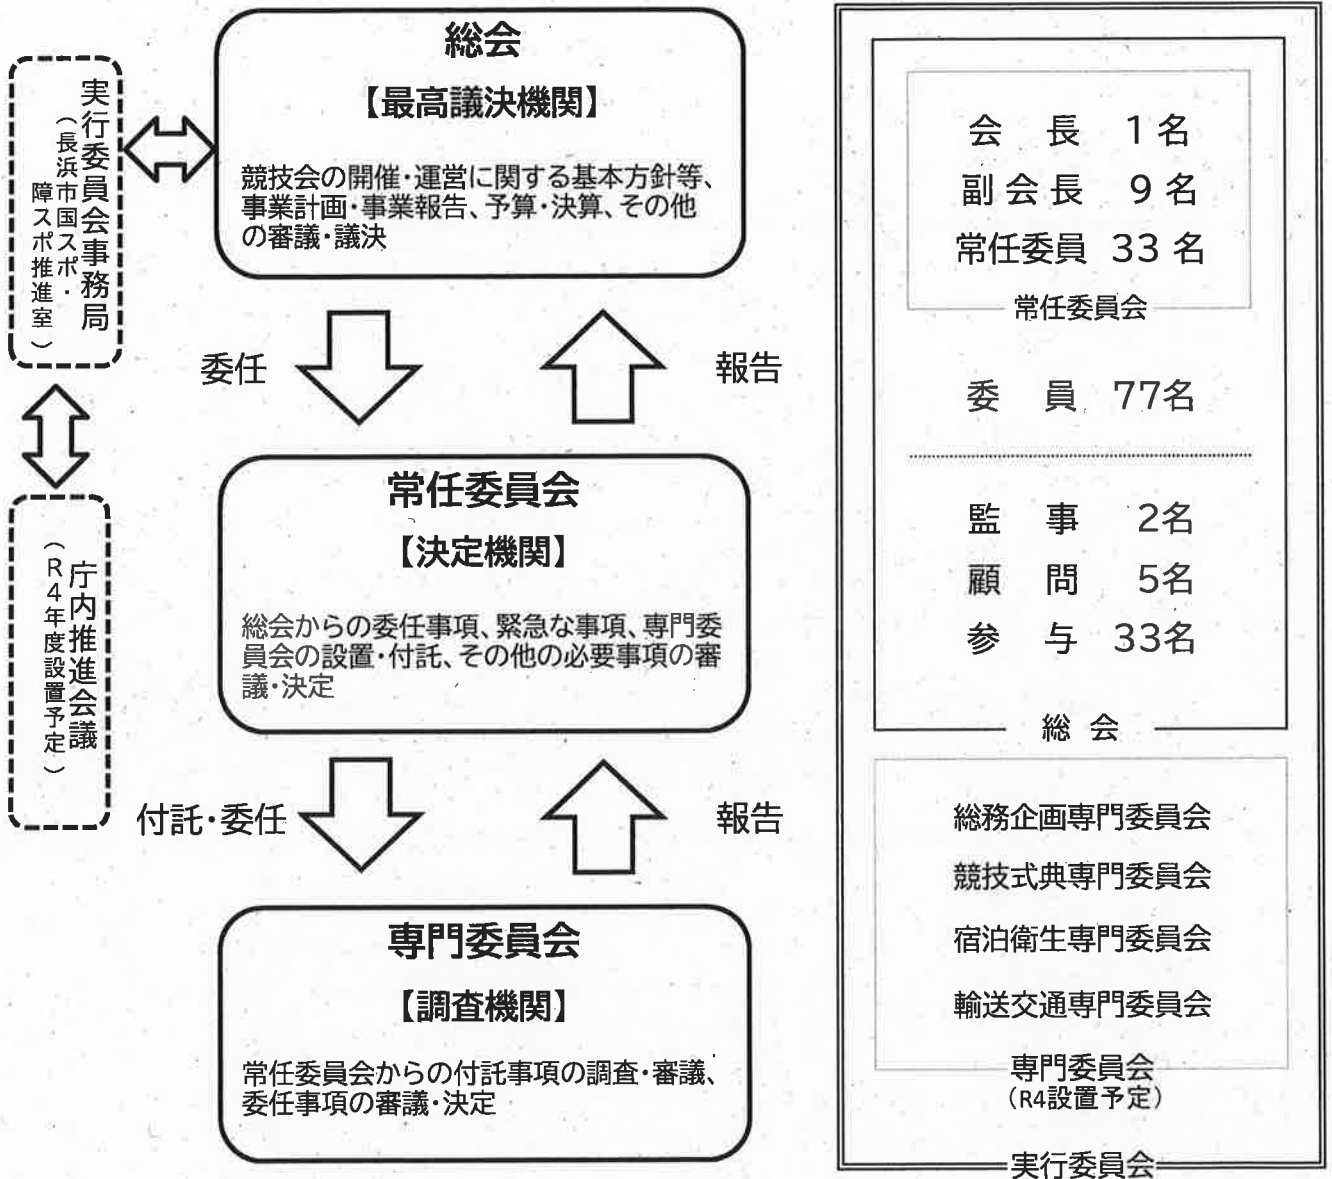 実行委員会事務局
（長浜市国スポ・
障スポ推進室）
庁内推進会議
（R4年度設置予定）
総会
【最高議決機関】
競技会の開催・運営に関する基本方針等、
事業計画・事業報告、予算・決算、その他
の審議・議決
委任
報告
常任委員会
【決定機関】
総会からの委任事項、緊急な事項、専門委
員会の設置・付託、その他の必要事項の審
議・決定
付託・委任
報告
専門委員会
【調査機関】
常任委員会からの付託事項の調査・審議、
委任事項の審議・決定
会長 1名
副会長 9名
常任委員 33名
常任委員会
委員 77名
監事 2名
顧問 5名
参与 33名
総会
総務企画専門委員会
競技式典専門委員会
宿泊衛生専門委員会
輸送交通専門委員会
専門委員会
（R4設置予定）
実行委員会